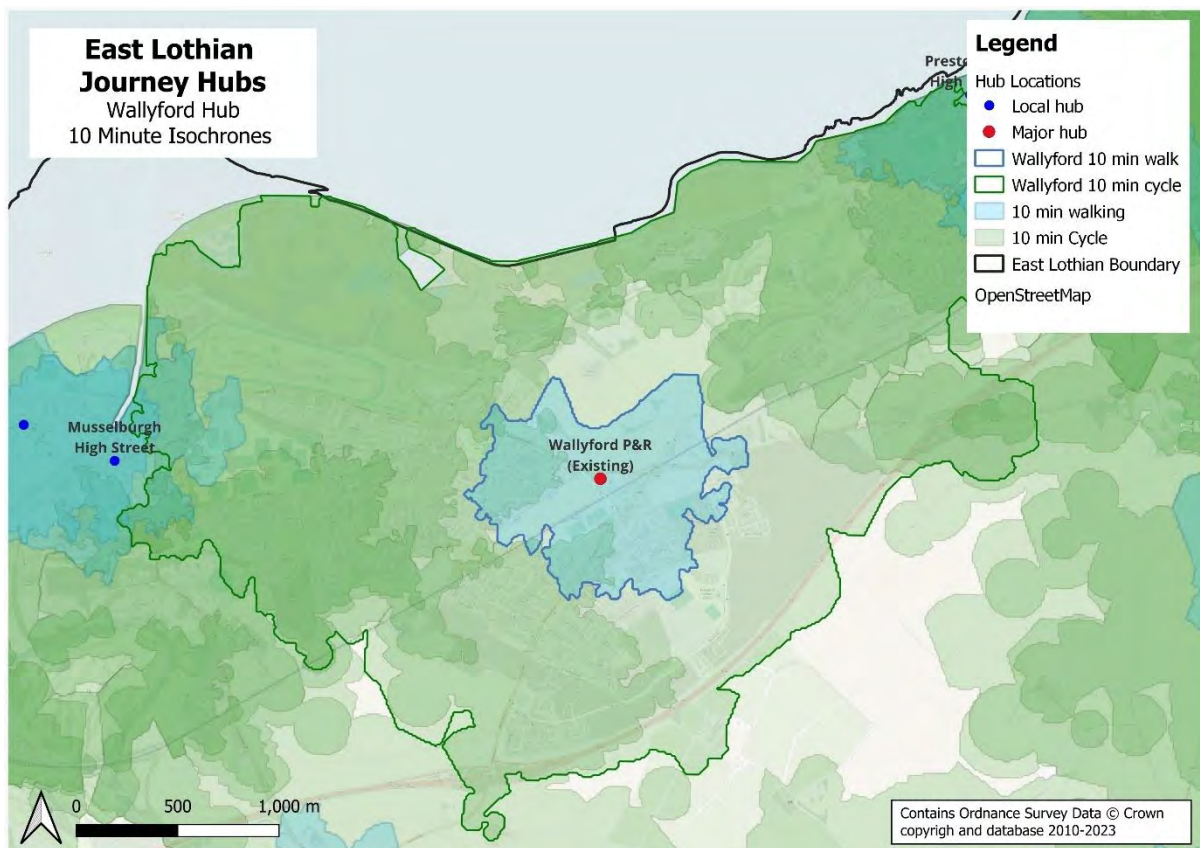 East Lothian
Journey Hubs
Wallyford Hub
10 Minute Isochrones
Legend
Hub Locations
Local hub
Major hub
Wallyford 10 min walk
Wallyford 10 min cycle
10 min walking
10 min Cycle
East Lothian Boundary
OpenStreetMap
High
Musselburgh
High Street
Wallyford P&R
(Existing)
0 500 1,000 m
Contains Ordnance Survey Data © Crown
copyrigh and database 2010-2023